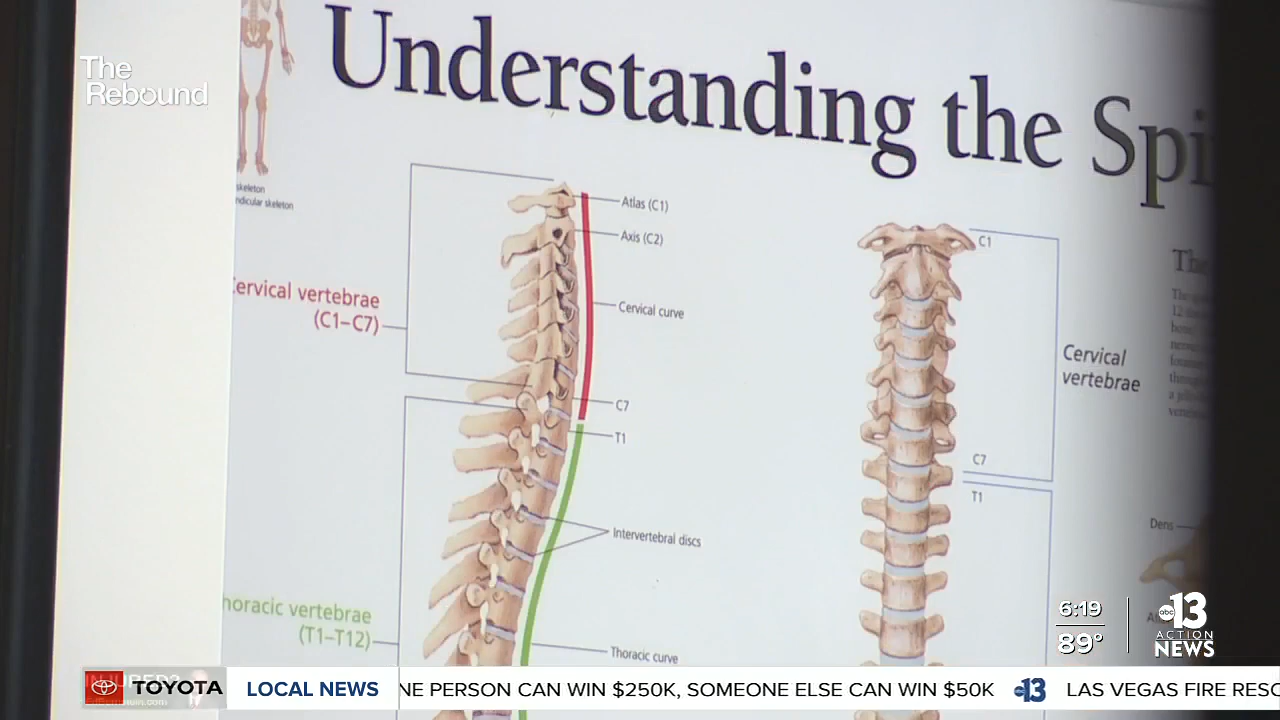 The
Rebound
Understanding the Spi
skeleton
ndicular skeleton
Atlas (C1)
Axis (C2)
ervical vertebrae
(C1–C7)
Cervical curve
C7
T1
Intervertebral discs
horacic vertebrae
(T1–T12)
Thoracic curve
C1
Cervical
vertebrae
C7
T1
Dens
6:19
89°
abc 13
ACTION
NEWS
TOYOTA
LOCAL NEWS
NE PERSON CAN WIN $250K, SOMEONE ELSE CAN WIN $50K
13
LAS VEGAS FIRE RESC